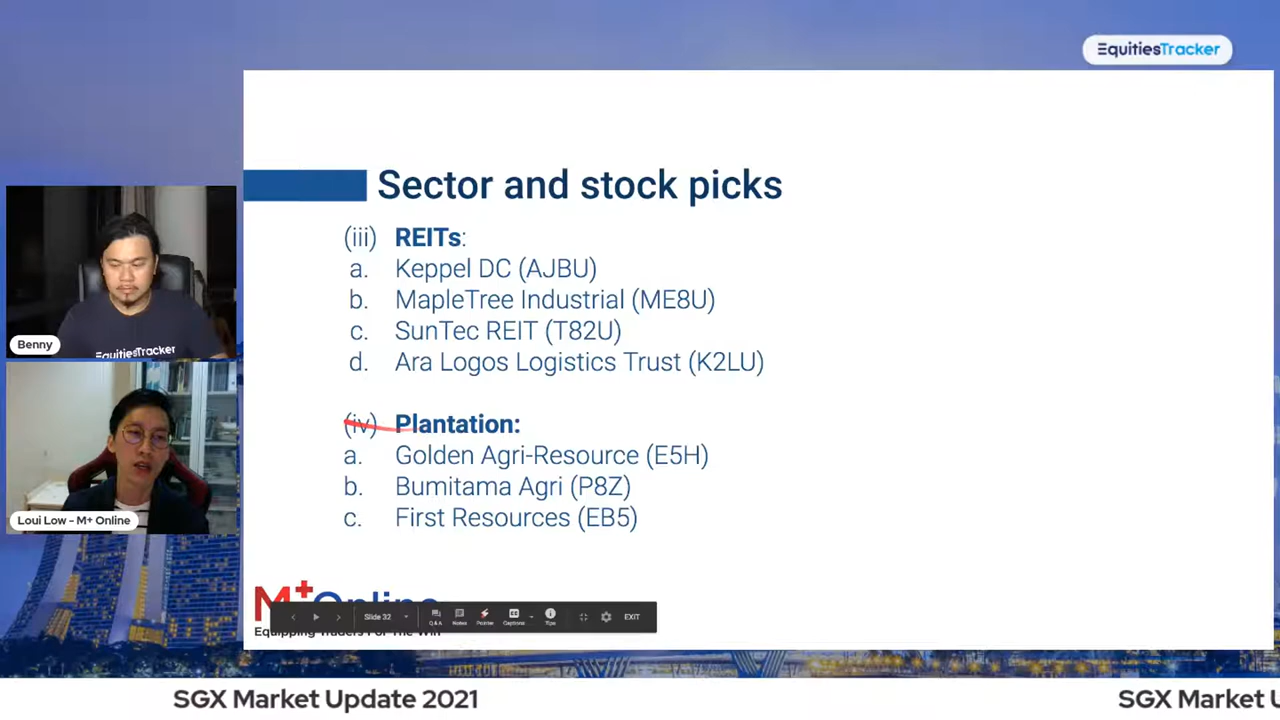 EquitiesTracker
Sector and stock picks
(iii) REITs:
a. Keppel DC (AJBU)
b. MapleTree Industrial (ME8U)
c. SunTec REIT (T82U)
d. Ara Logos Logistics Trust (K2LU)
(iv) Plantation:
a. Golden Agri-Resource (E5H)
b. Bumitama Agri (P8Z)
c. First Resources (EB5)
EquitiesTracker
Benny
Loui Low - M+ Online
M+ Online
Slide 32 Q&A Notes Pointer Captions Tips EXIT
Equipping Traders For The Win
SGX Market Update 2021
SGX Market U